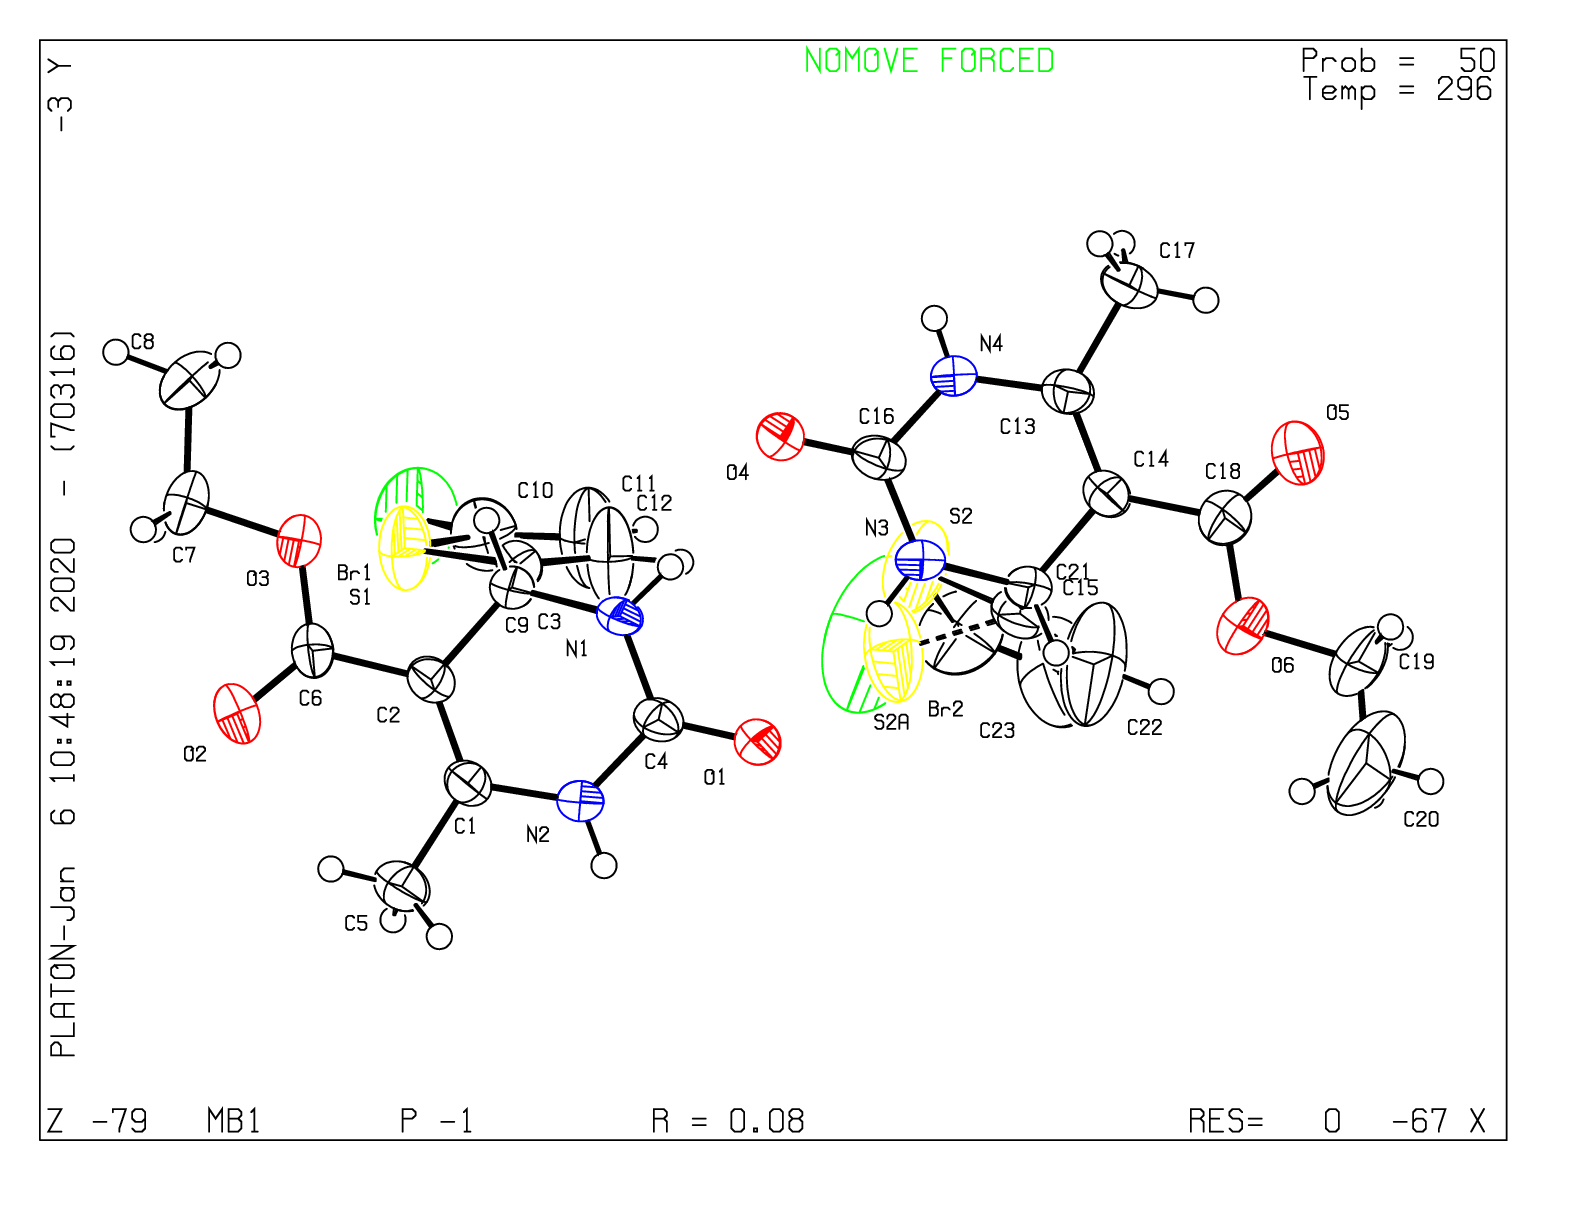 NOMOVE FORCED
Prob = 50
Temp = 296
PLATON-Jan 6 10:48:19 2020 - (70316) -3 Y
C17
N4
C8
C16
C13
O5
O4
C14
C18
C10
C11
C12
N3
S2
C7
O3
Br1
S1
C21
C15
C9
C3
N1
O6
C19
C6
C2
S2A
Br2
C23
C22
O2
C4
O1
C1
N2
C20
C5
Z -79 MB1 P -1 R = 0.08 RES= 0 -67 X